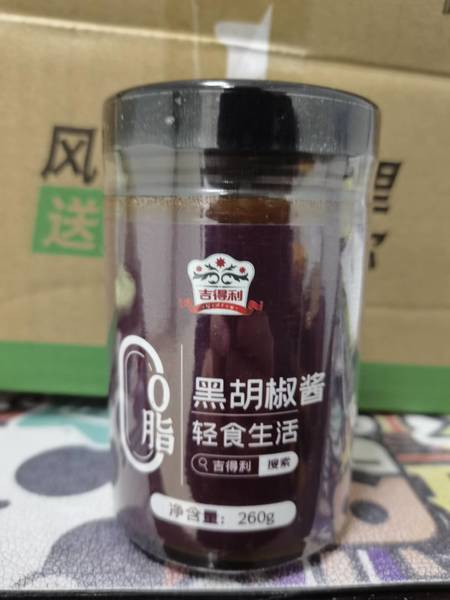 风
送
吉得利
0脂
黑胡椒酱
轻食生活
吉得利 搜索
净含量： 260g